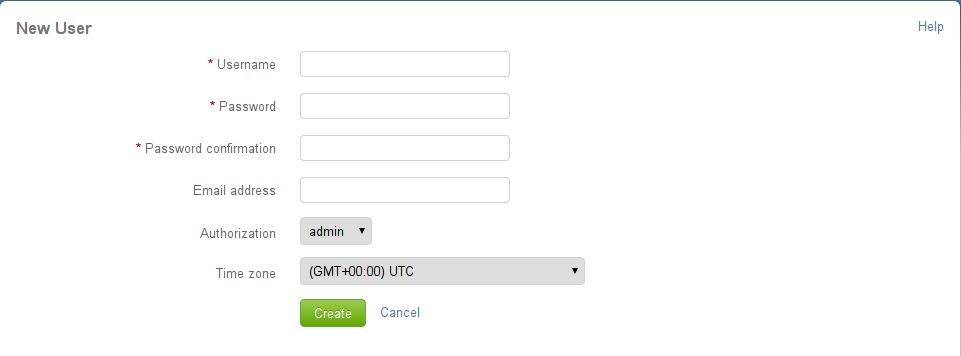 New User
Help
* Username
* Password
* Password confirmation
Email address
Authorization admin
Time zone (GMT+00:00) UTC
Create Cancel